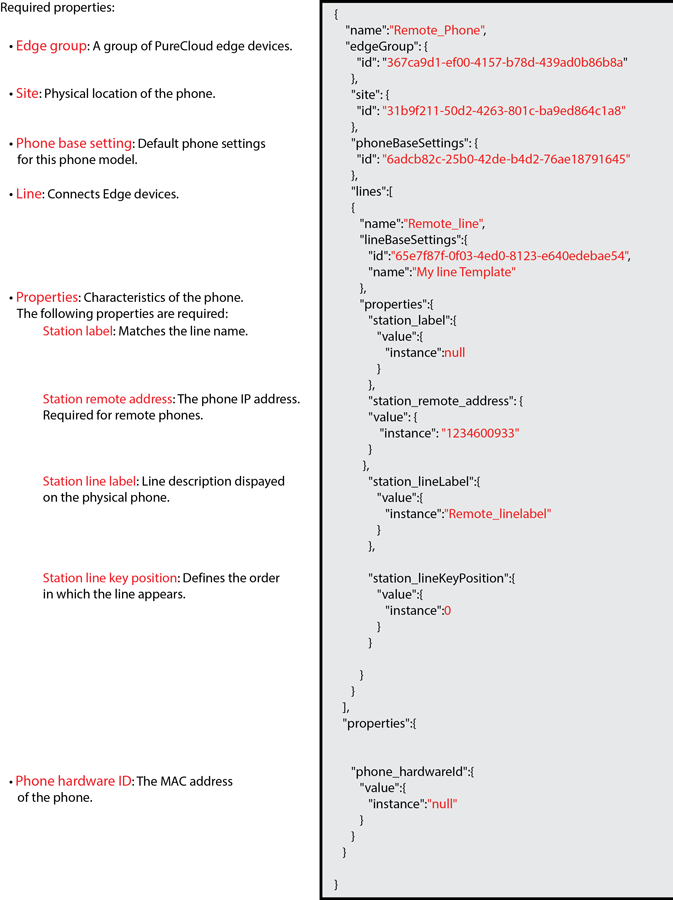 Required properties:
• Edge group: A group of PureCloud edge devices.
• Site: Physical location of the phone.
• Phone base setting: Default phone settings
for this phone model.
• Line: Connects Edge devices.
• Properties: Characteristics of the phone.
The following properties are required:
Station label: Matches the line name.
Station remote address: The phone IP address.
Required for remote phones.
Station line label: Line description dispayed
on the physical phone.
Station line key position: Defines the order
in which the line appears.
• Phone hardware ID: The MAC address
of the phone.
{
"name":"Remote_Phone",
"edgeGroup": {
"id": "367ca9d1-ef00-4157-b78d-439ad0b86b8a"
},
"site": {
"id": "31b9f211-50d2-4263-801c-ba9ed864c1a8"
},
"phoneBaseSettings": {
"id": "6adcb82c-25b0-42de-b4d2-76ae18791645"
},
"lines":[
{
"name":"Remote_line",
"lineBaseSettings":{
"id":"65e7f87f-0f03-4ed0-8123-e640edebae54",
"name":"My line Template"
},
"properties":{
"station_label":{
"value":{
"instance":null
}
},
"station_remote_address": {
"value": {
"instance": "1234600933"
}
},
"station_lineLabel":{
"value":{
"instance":"Remote_linelabel"
}
},
"station_lineKeyPosition":{
"value":{
"instance":0
}
}
}
}
],
"properties":{
"phone_hardwareId":{
"value":{
"instance":"null"
}
}
}
}